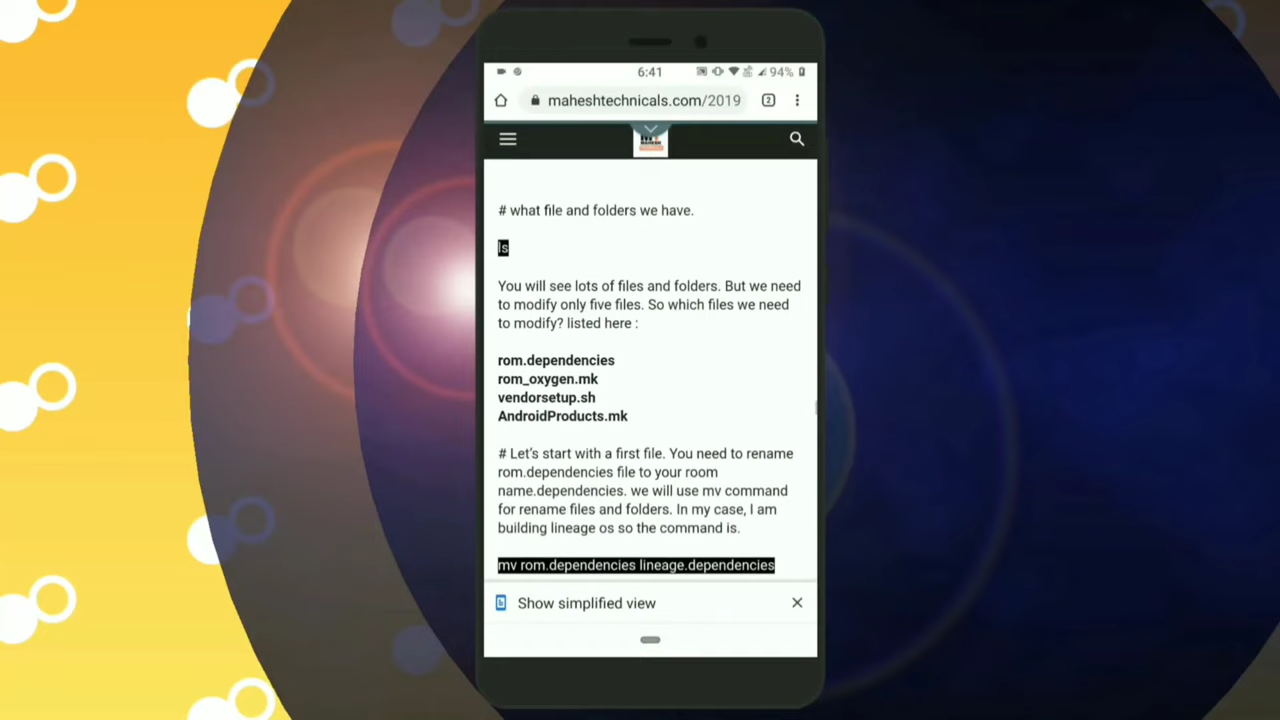 6:41
94%
maheshtechnicals.com/2019
2
# what file and folders we have.
ls
You will see lots of files and folders. But we need
to modify only five files. So which files we need
to modify? listed here :
rom.dependencies
rom_oxygen.mk
vendorsetup.sh
AndroidProducts.mk
# Let's start with a first file. You need to rename
rom.dependencies file to your room
name.dependencies. we will use mv command
for rename files and folders. In my case, I am
building lineage os so the command is.
mv rom.dependencies lineage.dependencies
Show simplified view